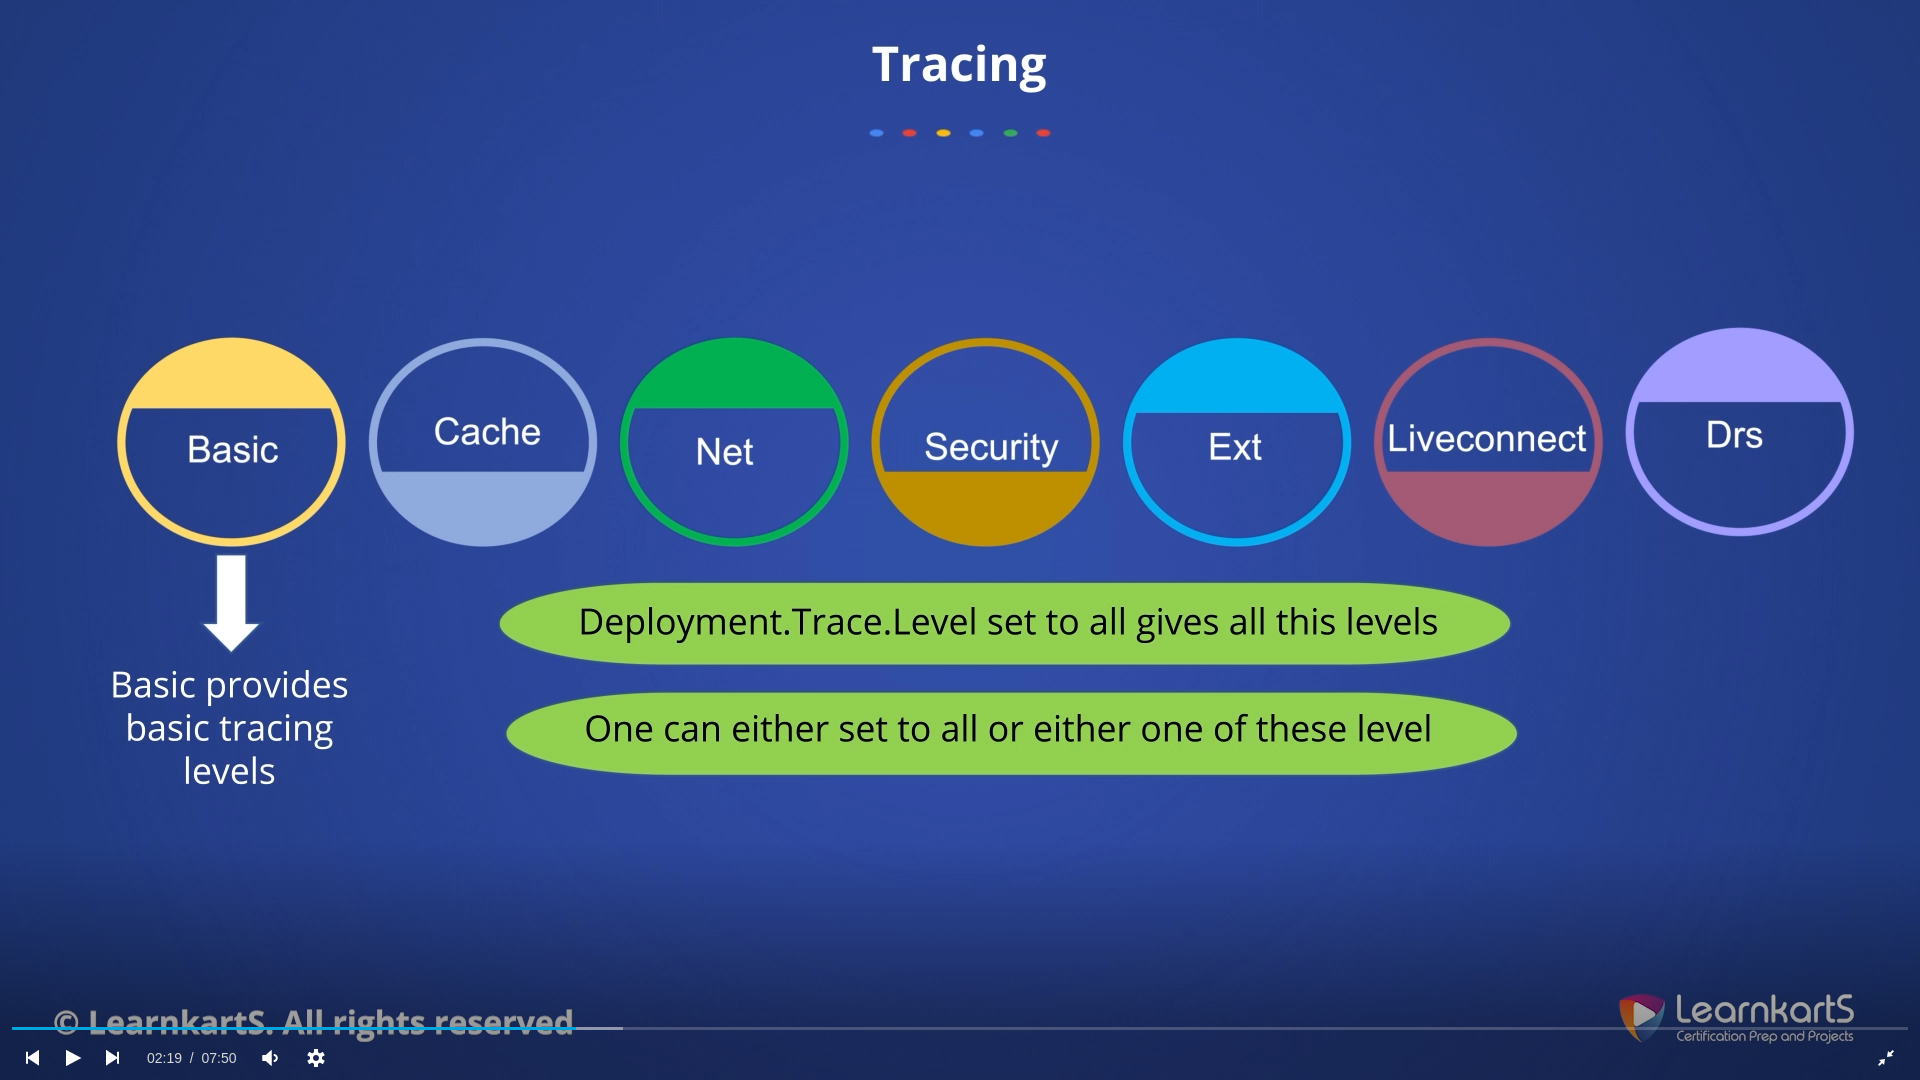 Tracing
Basic
Cache
Net
Security
Ext
Liveconnect
Drs
Deployment.Trace.Level set to all gives all this levels
One can either set to all or either one of these level
Basic provides
basic tracing
levels
© LearnkartS. All rights reserved
LearnkartS
Certification Prep and Projects
02:19 / 07:50